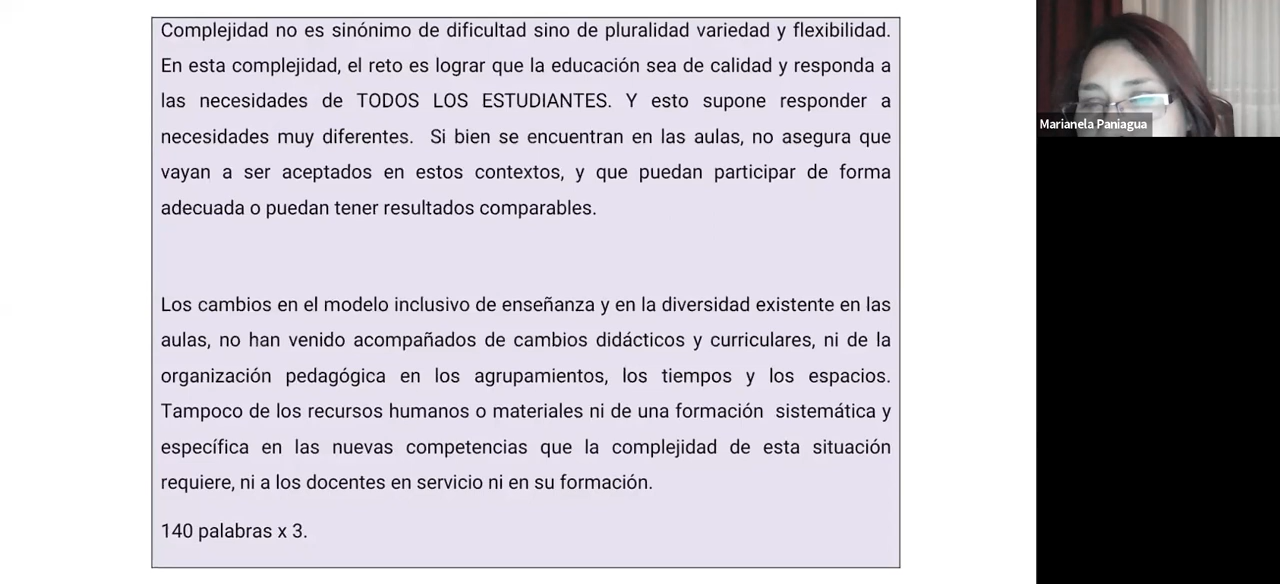 Complejidad no es sinónimo de dificultad sino de pluralidad variedad y flexibilidad.
En esta complejidad, el reto es lograr que la educación sea de calidad y responda a
las necesidades de TODOS LOS ESTUDIANTES. Y esto supone responder a
necesidades muy diferentes.  Si bien se encuentran en las aulas, no asegura que
vayan a ser aceptados en estos contextos, y que puedan participar de forma
adecuada o puedan tener resultados comparables.
Los cambios en el modelo inclusivo de enseñanza y en la diversidad existente en las
aulas, no han venido acompañados de cambios didácticos y curriculares, ni de la
organización pedagógica en los agrupamientos, los tiempos y los espacios.
Tampoco de los recursos humanos o materiales ni de una formación  sistemática y
específica en las nuevas competencias que la complejidad de esta situación
requiere, ni a los docentes en servicio ni en su formación.
140 palabras x 3.
Marianela Paniagua